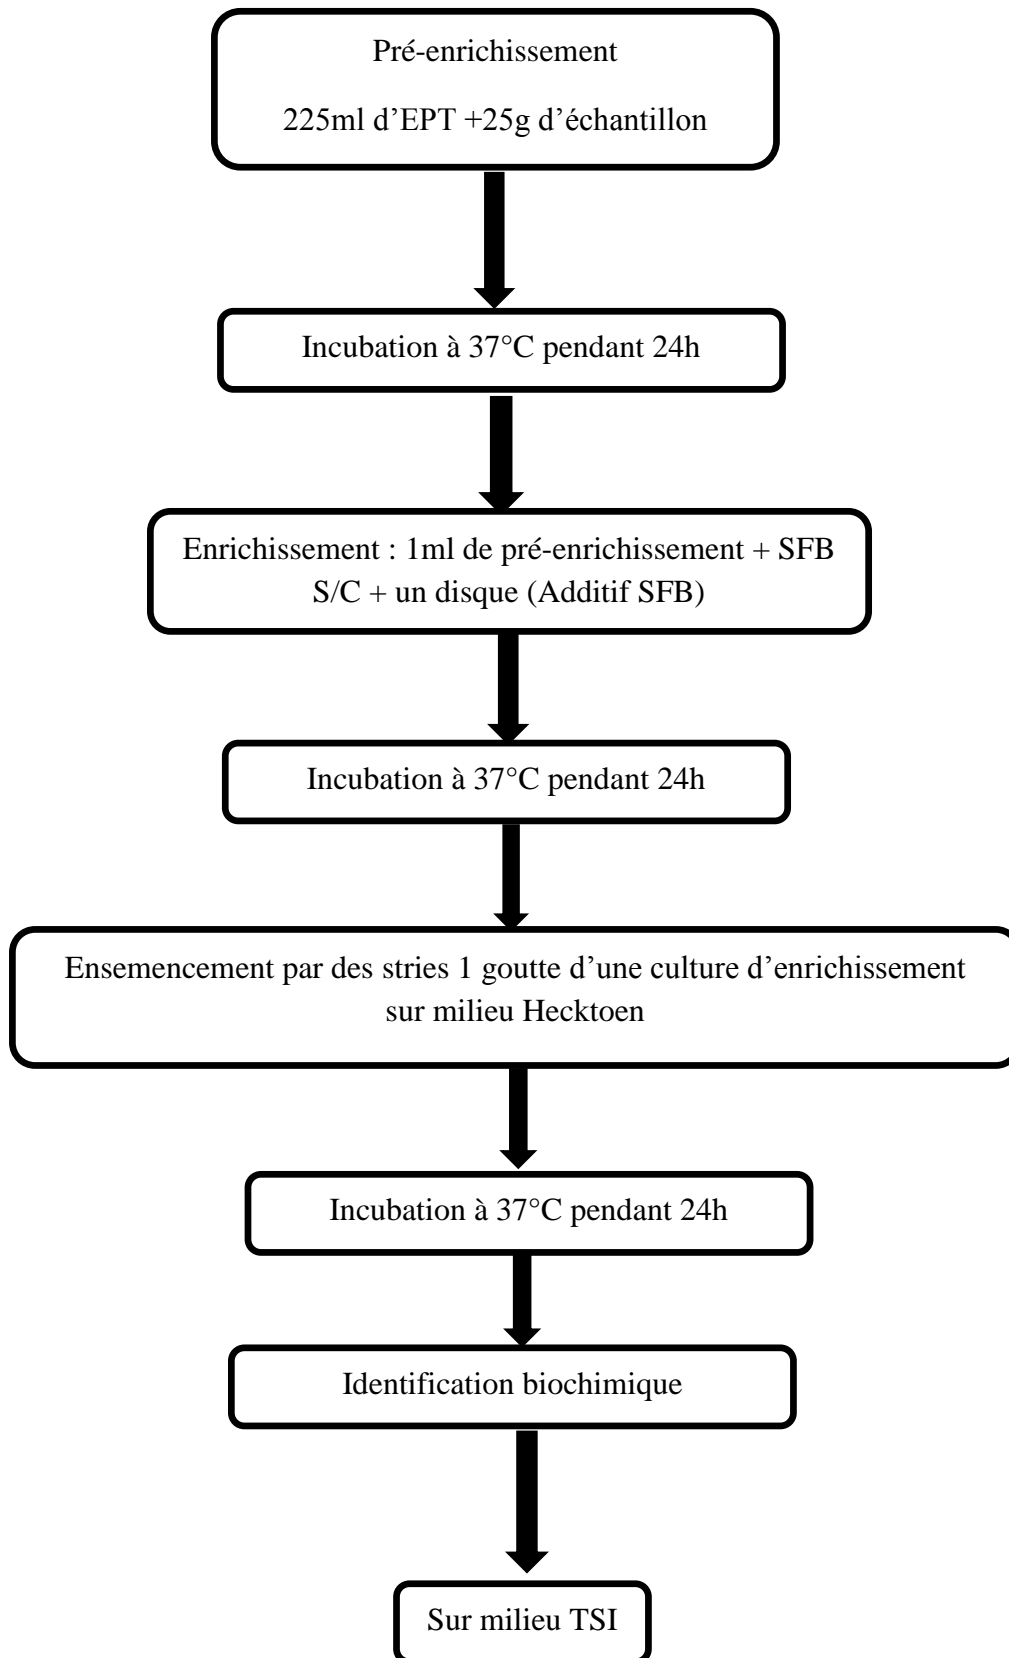 Pré-enrichissement
225ml d’EPT +25g d’échantillon
Incubation à 37°C pendant 24h
Enrichissement : 1ml de pré-enrichissement + SFB
S/C + un disque (Additif SFB)
Incubation à 37°C pendant 24h
Ensemencement par des stries 1 goutte d’une culture d’enrichissement
sur milieu Hecktoen
Incubation à 37°C pendant 24h
Identification biochimique
Sur milieu TSI